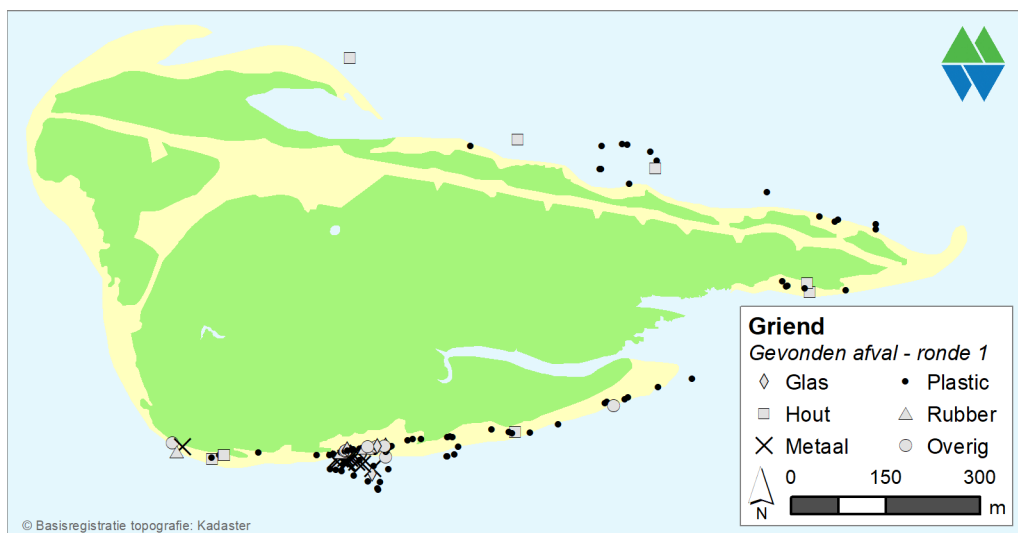 Griend
Gevonden afval - ronde 1
Glas
Plastic
Hout
Rubber
Metaal
Overig
0 150 300
m
N
© Basisregistratie topografie: Kadaster